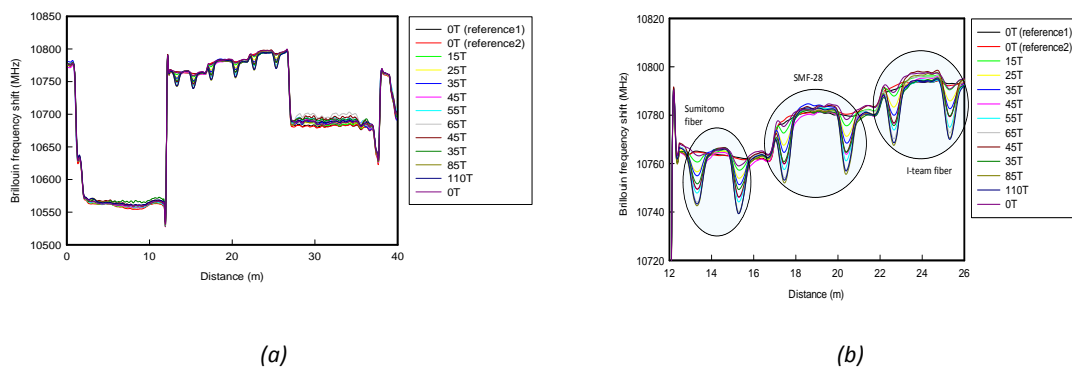 (a)
Brillouin frequency shift (MHz)
10850
10800
10750
10700
10650
10600
10550
10500
0
10
20
30
40
Distance (m)
0T (reference1)
0T (reference2)
15T
25T
35T
45T
55T
65T
45T
35T
85T
110T
0T
(b)
Brillouin frequency shift (MHz)
10820
10800
10780
10760
10740
10720
12
14
16
18
20
22
24
26
Distance (m)
Sumitomo
fiber
SMF-28
I-team fiber
0T (reference1)
0T (reference2)
15T
25T
35T
45T
55T
65T
45T
35T
85T
110T
0T
(a)
(b)